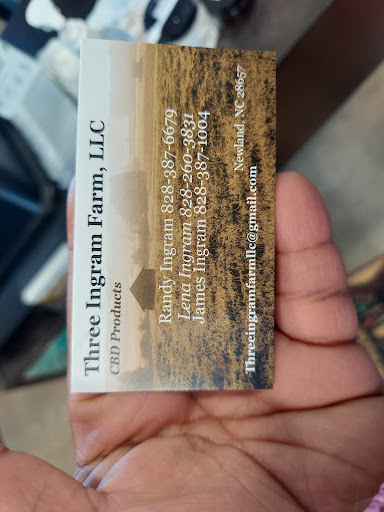 Three Ingram Farm, LLC
CBD Products
Randy Ingram 828-387-6679
Lena Ingram 828-260-3831
James Ingram 828-387-1004
Newland, NC 28657
Threeingramfarmllc@gmail.com